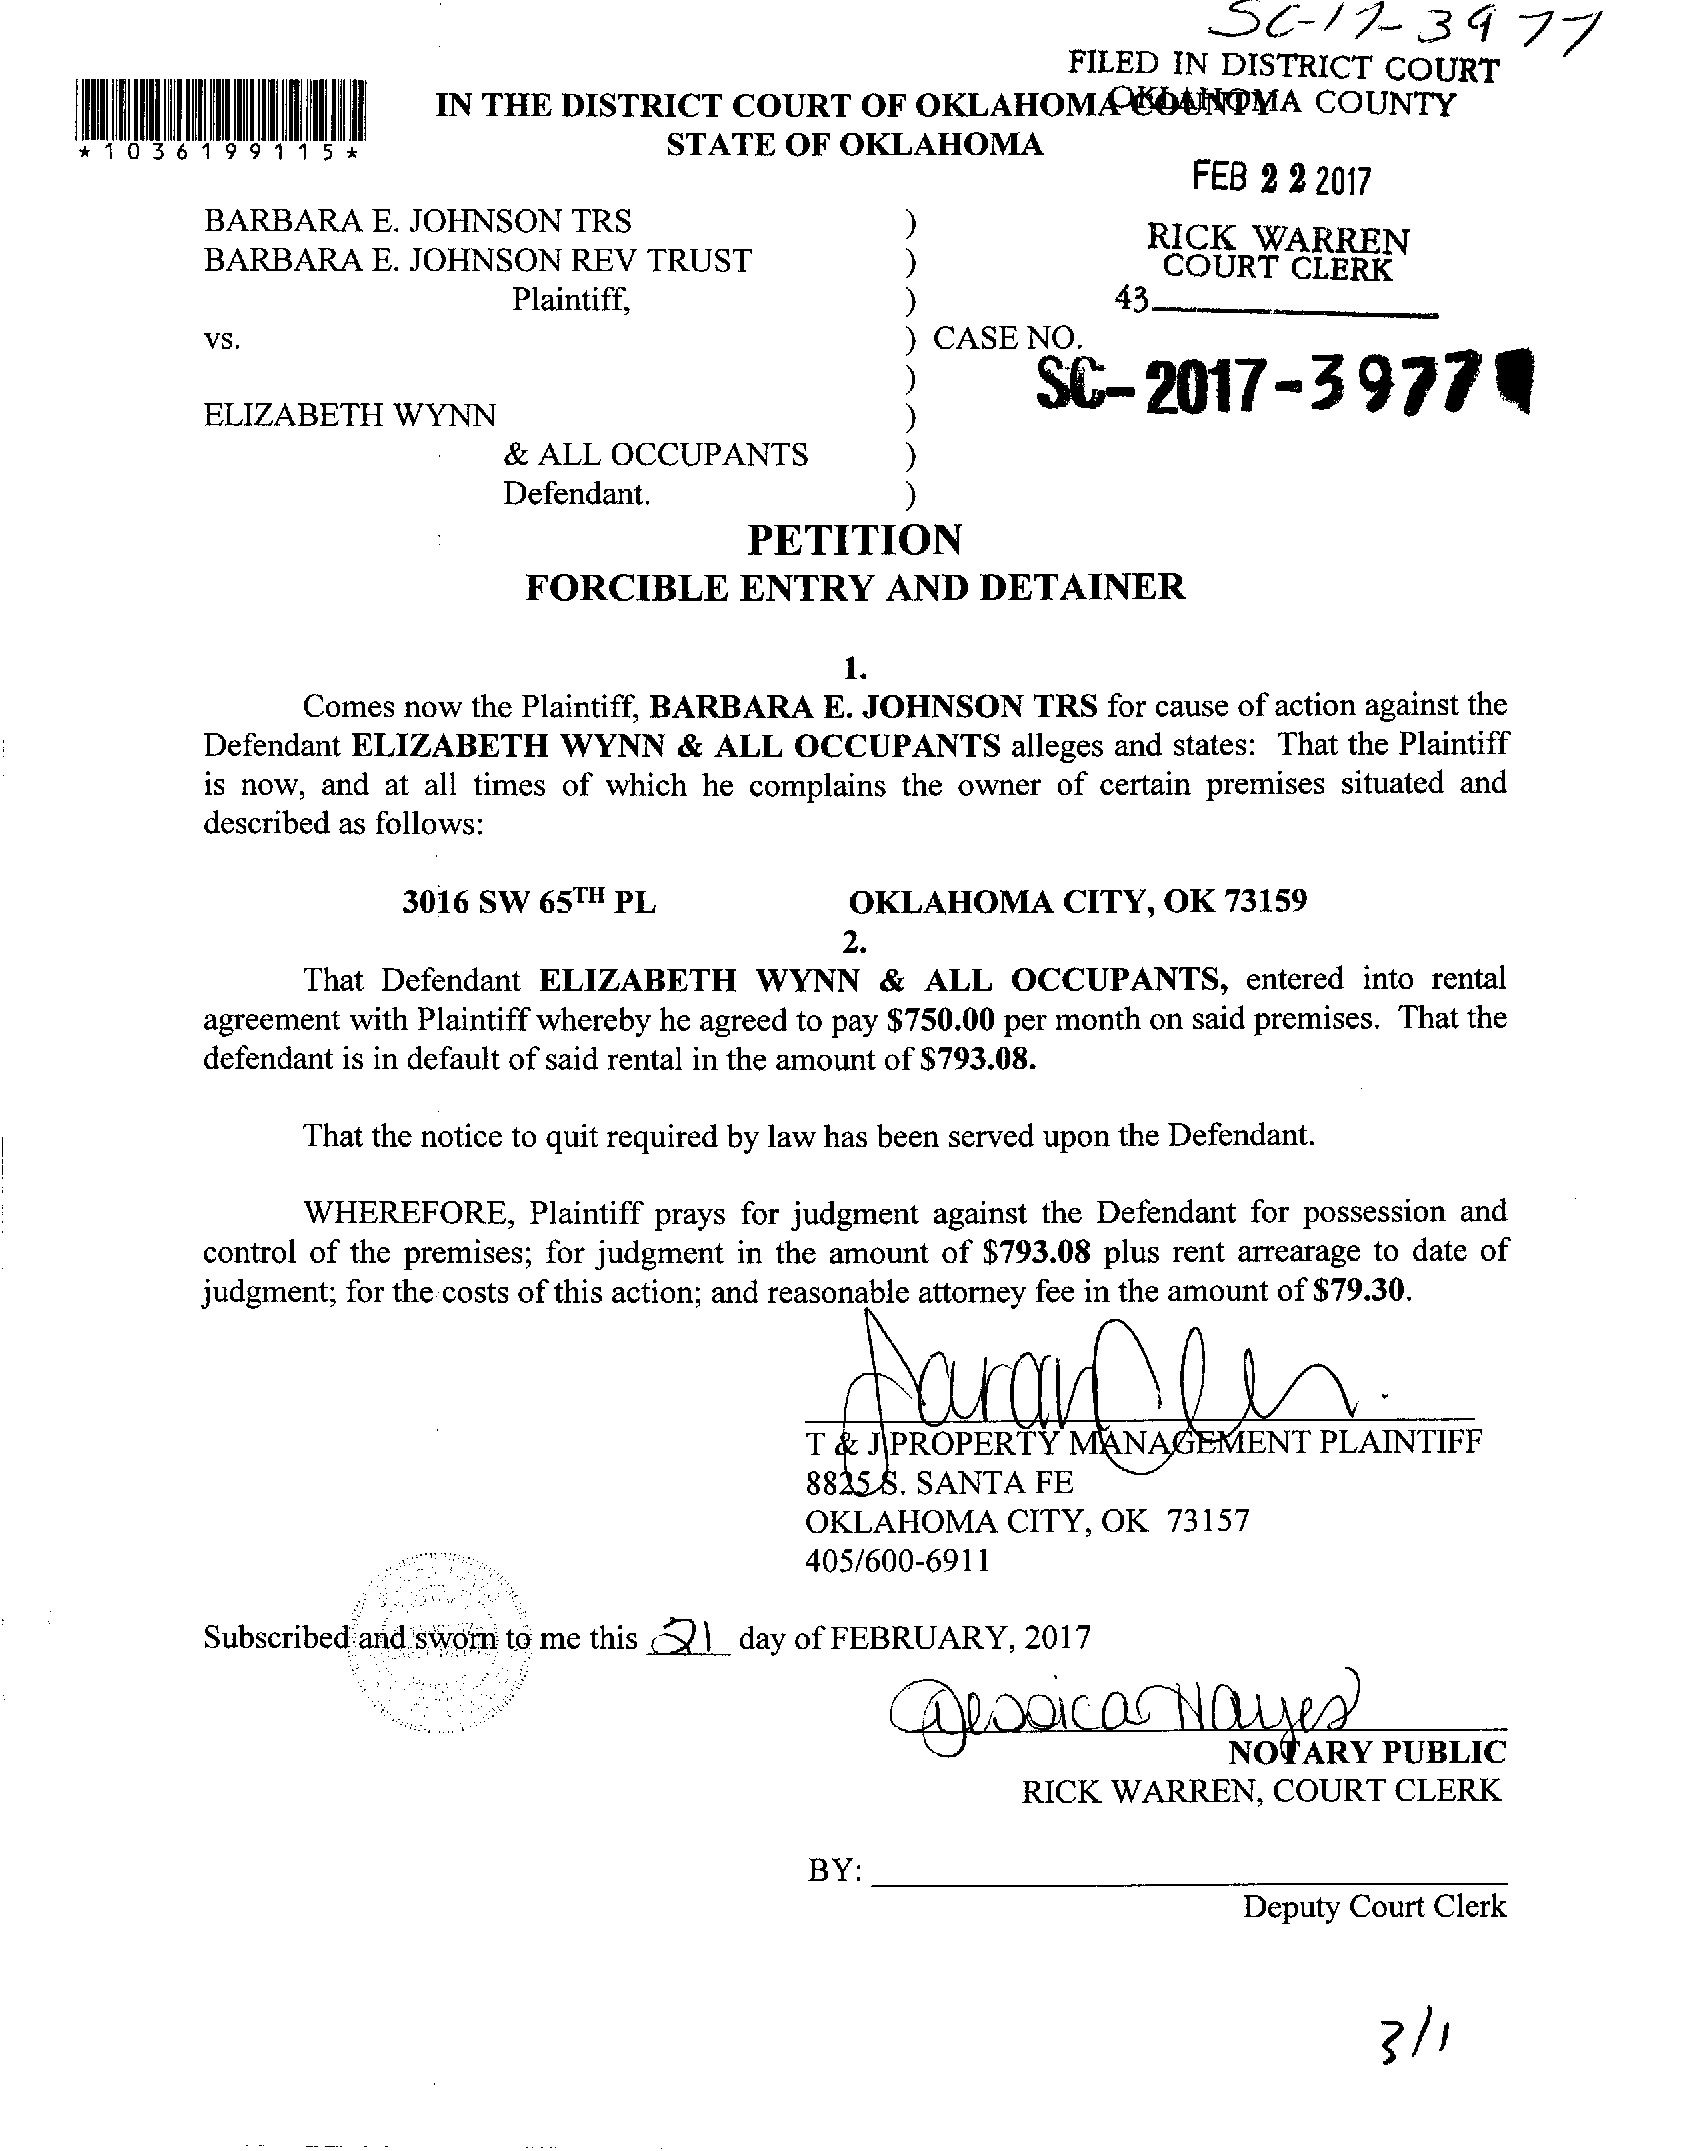 SC-17-3977
FILED IN DISTRICT COURT
OKLAHOMA COUNTY
IN THE DISTRICT COURT OF OKLAHOMA COUNTY
STATE OF OKLAHOMA
*1036199115*
FEB 22 2017
RICK WARREN
COURT CLERK
43
BARBARA E. JOHNSON TRS )
BARBARA E. JOHNSON REV TRUST )
Plaintiff, )
vs. ) CASE NO.
) SC-2017-3977
ELIZABETH WYNN )
& ALL OCCUPANTS )
Defendant. )
PETITION
FORCIBLE ENTRY AND DETAINER
1.
Comes now the Plaintiff, BARBARA E. JOHNSON TRS for cause of action against the
Defendant ELIZABETH WYNN & ALL OCCUPANTS alleges and states: That the Plaintiff
is now, and at all times of which he complains the owner of certain premises situated and
described as follows:
3016 SW 65TH PL OKLAHOMA CITY, OK 73159
2.
That Defendant ELIZABETH WYNN & ALL OCCUPANTS, entered into rental
agreement with Plaintiff whereby he agreed to pay $750.00 per month on said premises. That the
defendant is in default of said rental in the amount of $793.08.
That the notice to quit required by law has been served upon the Defendant.
WHEREFORE, Plaintiff prays for judgment against the Defendant for possession and
control of the premises; for judgment in the amount of $793.08 plus rent arrearage to date of
judgment; for the costs of this action; and reasonable attorney fee in the amount of $79.30.
T & J PROPERTY MANAGEMENT PLAINTIFF
8825 S. SANTA FE
OKLAHOMA CITY, OK 73157
405/600-6911
Subscribed and sworn to me this 21 day of FEBRUARY, 2017
Jessica Hayes
NOTARY PUBLIC
RICK WARREN, COURT CLERK
BY:
Deputy Court Clerk
3/1